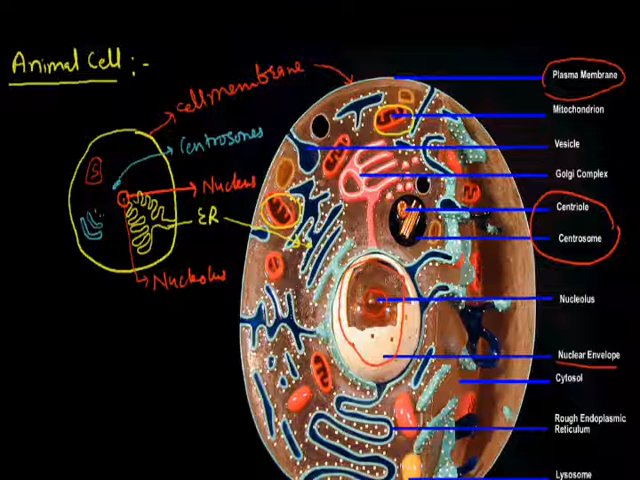 Animal Cell :-
Cell membrane
Centrosomes
Nucleus
ER
Nucleolus
Plasma Membrane
Mitochondrion
Vesicle
Golgi Complex
Centriole
Centrosome
Nucleolus
Nuclear Envelope
Cytosol
Rough Endoplasmic
Reticulum
Lysosome